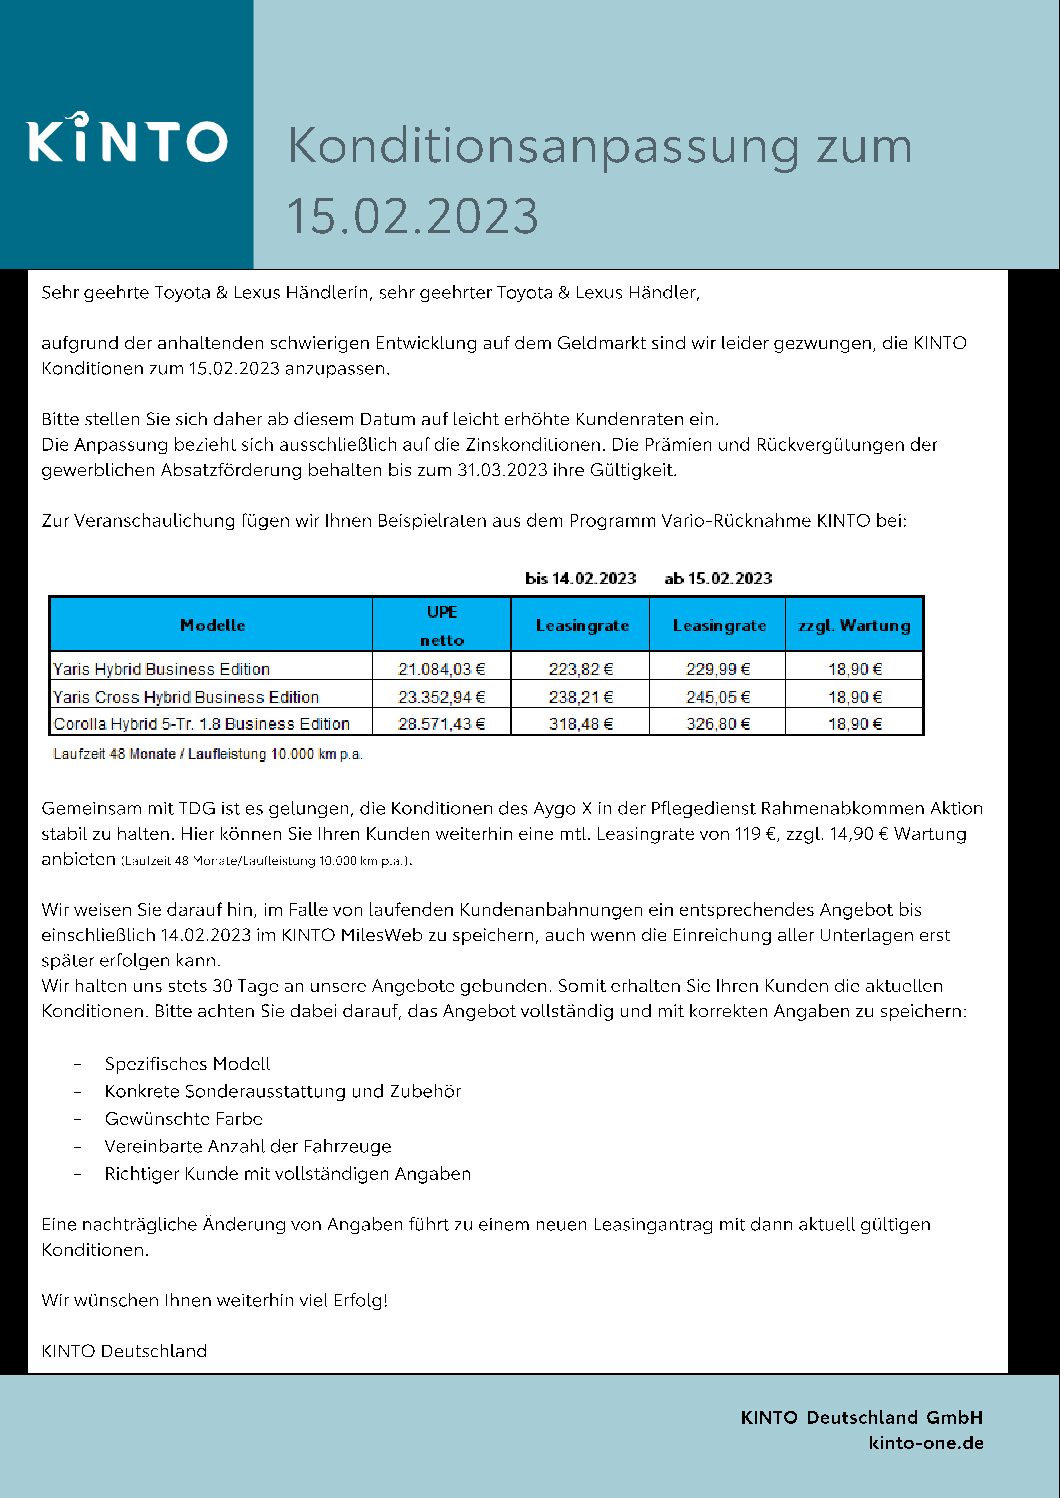 KINTO
Konditionsanpassung zum
15.02.2023
Sehr geehrte Toyota & Lexus Händlerin, sehr geehrter Toyota & Lexus Händler,
aufgrund der anhaltenden schwierigen Entwicklung auf dem Geldmarkt sind wir leider gezwungen, die KINTO
Konditionen zum 15.02.2023 anzupassen.
Bitte stellen Sie sich daher ab diesem Datum auf leicht erhöhte Kundenraten ein.
Die Anpassung bezieht sich ausschließlich auf die Zinskonditionen. Die Prämien und Rückvergütungen der
gewerblichen Absatzförderung behalten bis zum 31.03.2023 ihre Gültigkeit.
Zur Veranschaulichung fügen wir Ihnen Beispielraten aus dem Programm Vario-Rücknahme KINTO bei:
bis 14.02.2023 ab 15.02.2023
Modelle UPE netto Leasingrate Leasingrate zzgl. Wartung
Yaris Hybrid Business Edition 21.084,03 € 223,82 € 229,99 € 18,90 €
Yaris Cross Hybrid Business Edition 23.352,94 € 238,21 € 245,05 € 18,90 €
Corolla Hybrid 5-Tr. 1.8 Business Edition 28.571,43 € 318,48 € 326,80 € 18,90 €
Laufzeit 48 Monate / Laufleistung 10.000 km p.a.
Gemeinsam mit TDG ist es gelungen, die Konditionen des Aygo X in der Pflegedienst Rahmenabkommen Aktion
stabil zu halten. Hier können Sie Ihren Kunden weiterhin eine mtl. Leasingrate von 119 €, zzgl. 14,90 € Wartung
anbieten (Laufzeit 48 Monate/Laufleistung 10.000 km p.a.).
Wir weisen Sie darauf hin, im Falle von laufenden Kundenanbahnungen ein entsprechendes Angebot bis
einschließlich 14.02.2023 im KINTO MilesWeb zu speichern, auch wenn die Einreichung aller Unterlagen erst
später erfolgen kann.
Wir halten uns stets 30 Tage an unsere Angebote gebunden. Somit erhalten Sie Ihren Kunden die aktuellen
Konditionen. Bitte achten Sie dabei darauf, das Angebot vollständig und mit korrekten Angaben zu speichern:
- Spezifisches Modell
- Konkrete Sonderausstattung und Zubehör
- Gewünschte Farbe
- Vereinbarte Anzahl der Fahrzeuge
- Richtiger Kunde mit vollständigen Angaben
Eine nachträgliche Änderung von Angaben führt zu einem neuen Leasingantrag mit dann aktuell gültigen
Konditionen.
Wir wünschen Ihnen weiterhin viel Erfolg!
KINTO Deutschland
KINTO Deutschland GmbH
kinto-one.de